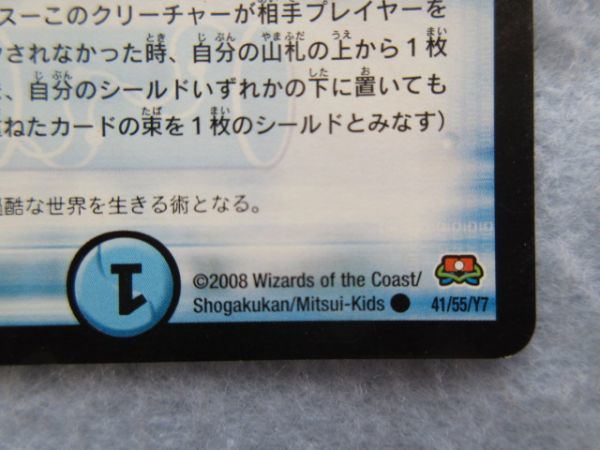 スーこのクリーチャーが相手プレイヤーを
されなかった時、自分の山札の上から1枚
、自分のシールドいずれかの下に置いても
ねたカードの束を1枚のシールドとみなす)
酷な世界を生きる術となる。
1
©2008 Wizards of the Coast/
Shogakukan/Mitsui-Kids ● 41/55/Y7